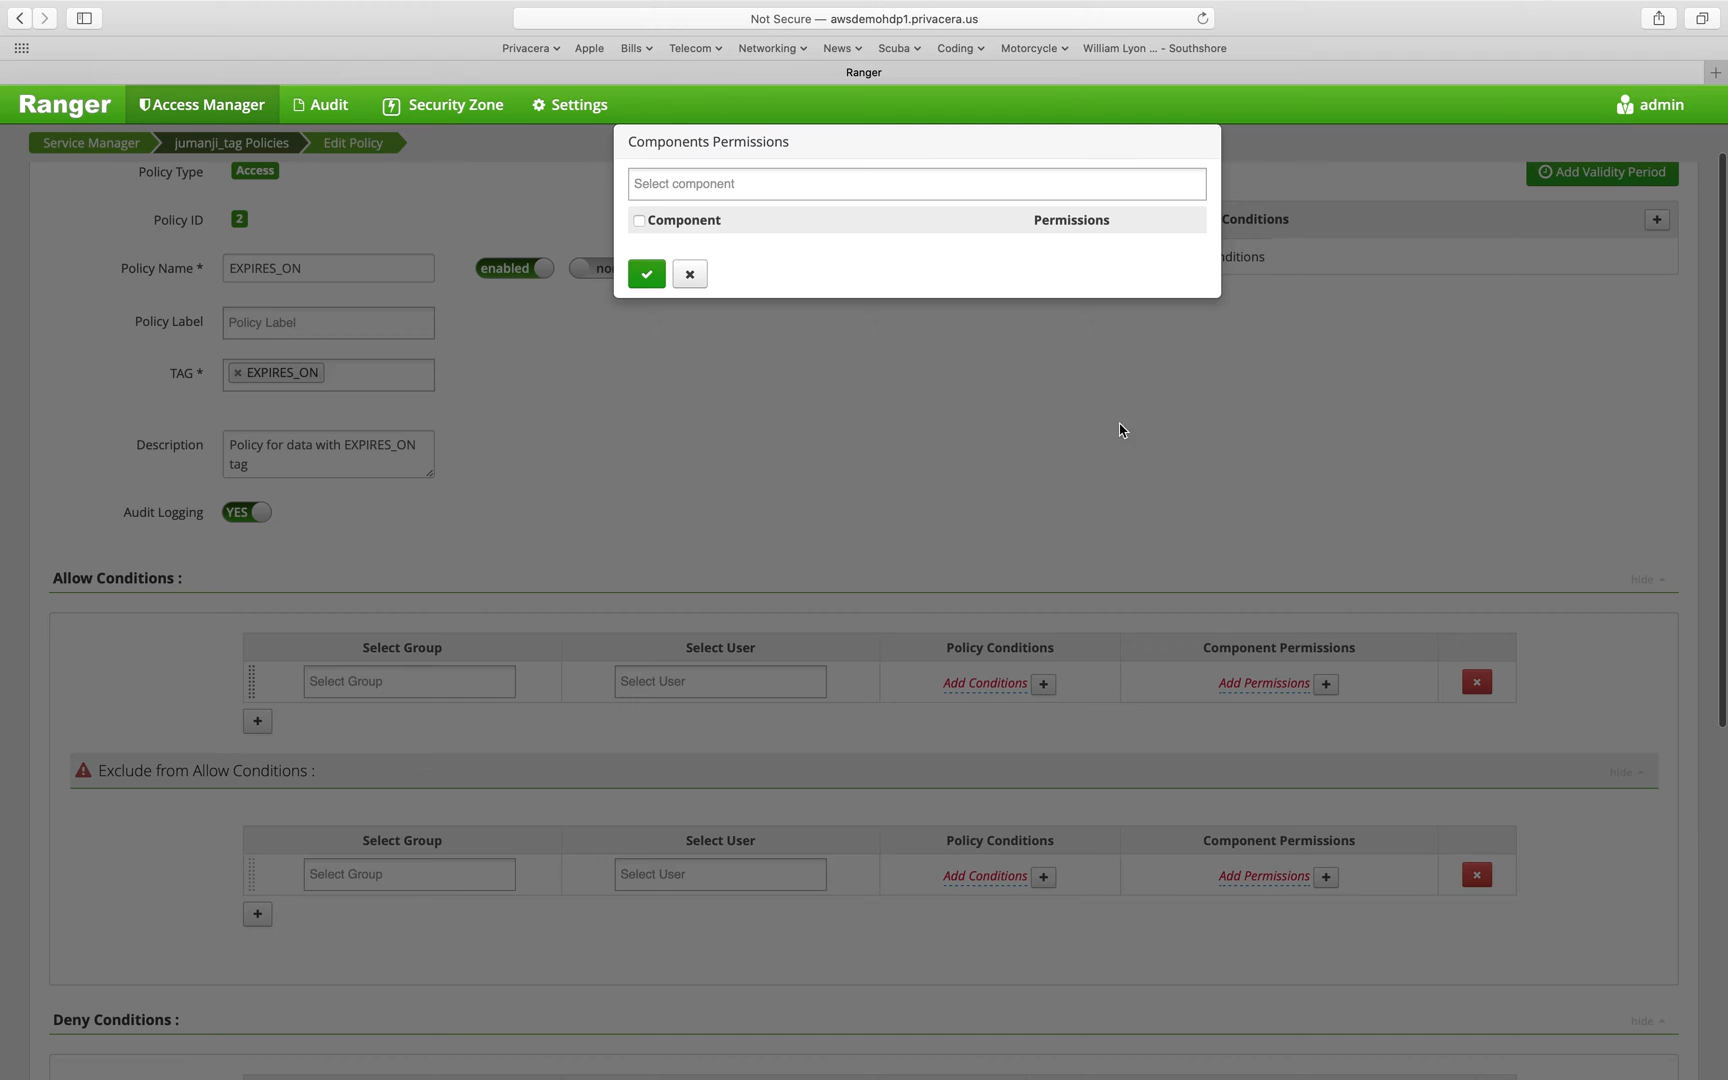 Not Secure — awsdemohdp1.privacera.us
Privacera Apple Bills Telecom Networking News Scuba Coding Motorcycle William Lyon ... - Southshore
Ranger
Ranger Access Manager Audit Security Zone Settings admin
Service Manager jumanji_tag Policies Edit Policy
Components Permissions
Policy Type Access
Add Validity Period
Select component
Policy ID 2
Component Permissions
Conditions
Policy Name * EXPIRES_ON enabled
Policy Label Policy Label
TAG * × EXPIRES_ON
Description Policy for data with EXPIRES_ON
tag
Audit Logging YES
Allow Conditions : hide
Select Group Select User Policy Conditions Component Permissions
Select Group Select User Add Conditions + Add Permissions +
+
Exclude from Allow Conditions : hide
Select Group Select User Policy Conditions Component Permissions
Select Group Select User Add Conditions + Add Permissions +
+
Deny Conditions : hide